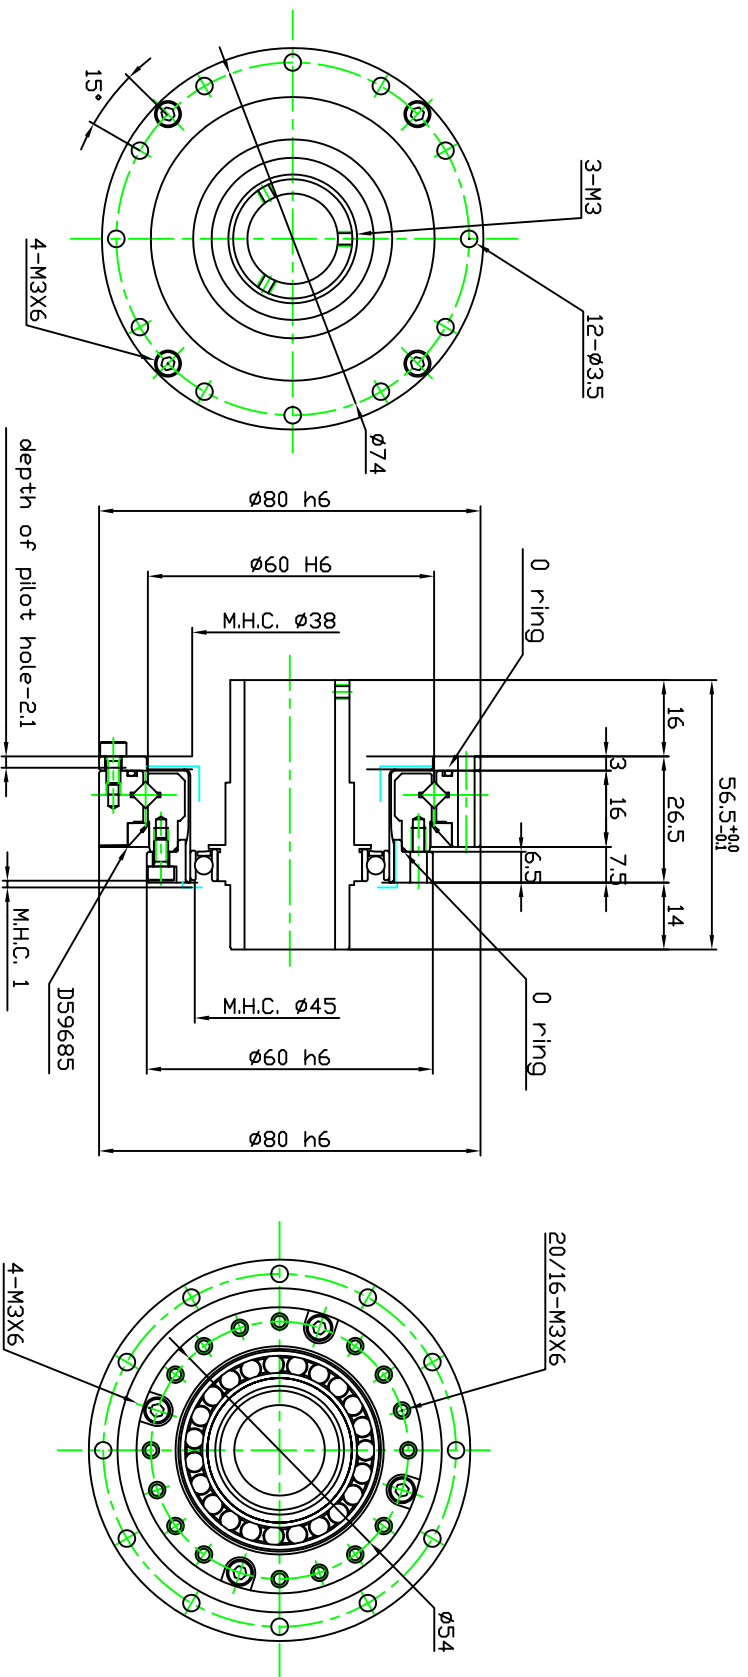 3-M3
12-ø3.5
15°
4-M3X6
ø74
ø80 h6
ø60 H6
M.H.C. ø38
O ring
depth of pilot hole-2.1
16
3
16
26.5
56.5+0.0 -0.1
6.5
7.5
14
M.H.C. 1
D59685
M.H.C. ø45
ø60 h6
ø80 h6
O ring
20/16-M3X6
4-M3X6
ø54